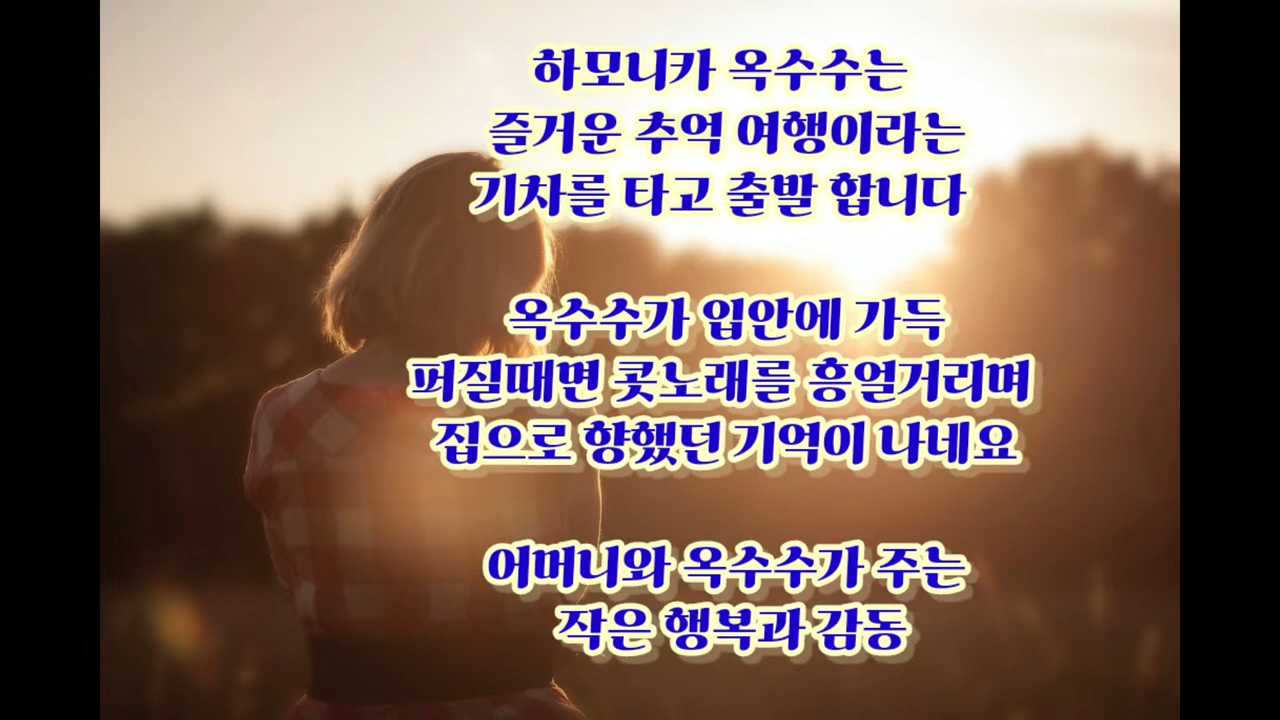 하모니카 옥수수는
즐거운 추억 여행이라는
기차를 타고 출발 합니다
옥수수가 입안에 가득
퍼질때면 콧노래를 흥얼거리며
집으로 향했던 기억이 나네요
어머니와 옥수수가 주는
작은 행복과 감동